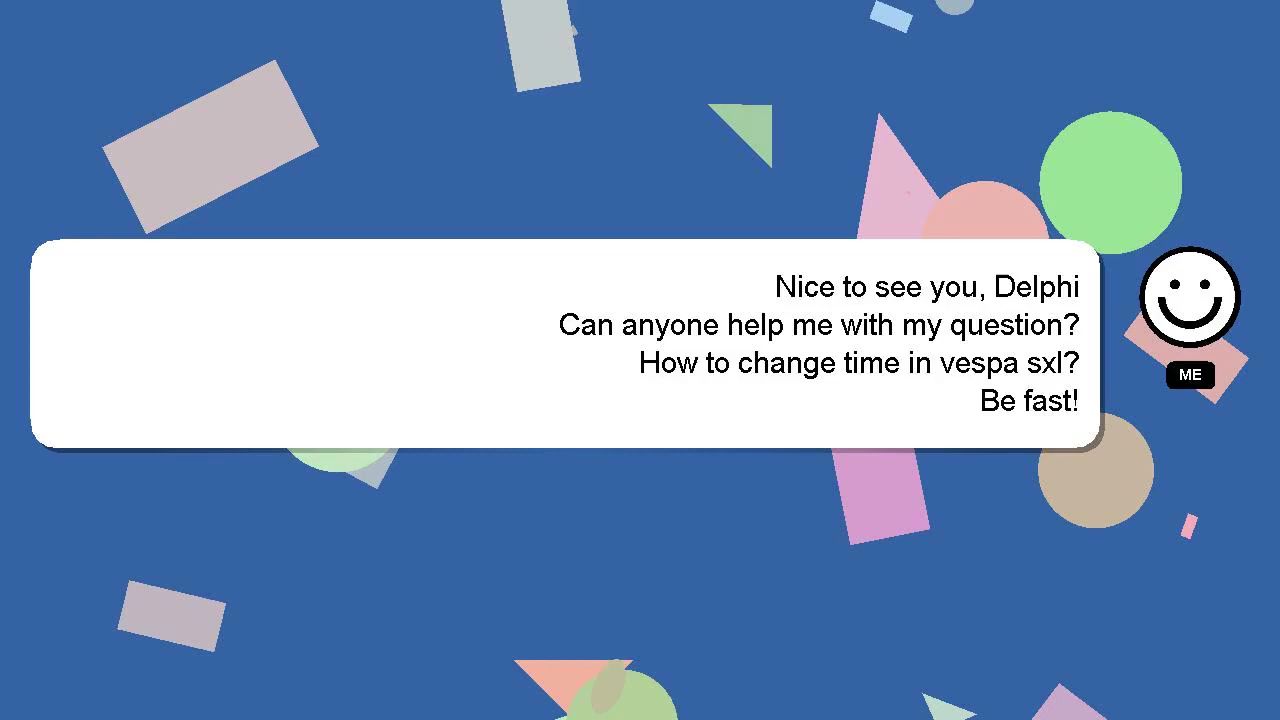 Nice to see you, Delphi
Can anyone help me with my question?
How to change time in vespa sxl?
Be fast!
ME